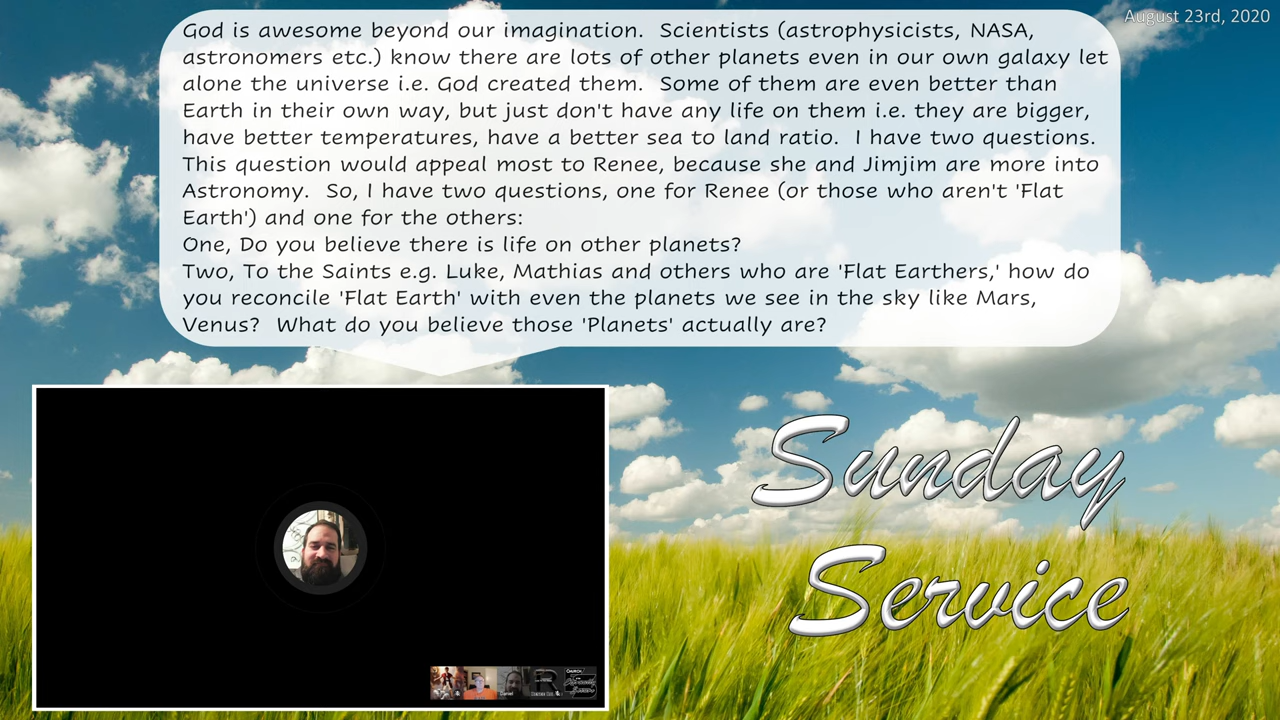 August 23rd, 2020
God is awesome beyond our imagination. Scientists (astrophysicists, NASA,
astronomers etc.) know there are lots of other planets even in our own galaxy let
alone the universe i.e. God created them. Some of them are even better than
Earth in their own way, but just don't have any life on them i.e. they are bigger,
have better temperatures, have a better sea to land ratio. I have two questions.
This question would appeal most to Renee, because she and Jimjim are more into
Astronomy. So, I have two questions, one for Renee (or those who aren't 'Flat
Earth') and one for the others:
One, Do you believe there is life on other planets?
Two, To the Saints e.g. Luke, Mathias and others who are 'Flat Earthers,' how do
you reconcile 'Flat Earth' with even the planets we see in the sky like Mars,
Venus? What do you believe those 'Planets' actually are?
Sunday
Service
Daniel